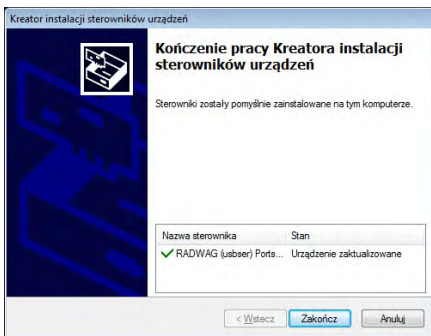 Kreator instalacji sterowników urządzeń
Kończenie pracy Kreatora instalacji
sterowników urządzeń
Sterowniki zostały pomyślnie zainstalowane na tym komputerze.
Nazwa sterownika Stan
RADWAG (usbser) Ports... Urządzenie zaktualizowane
< Wstecz Zakończ Anuluj